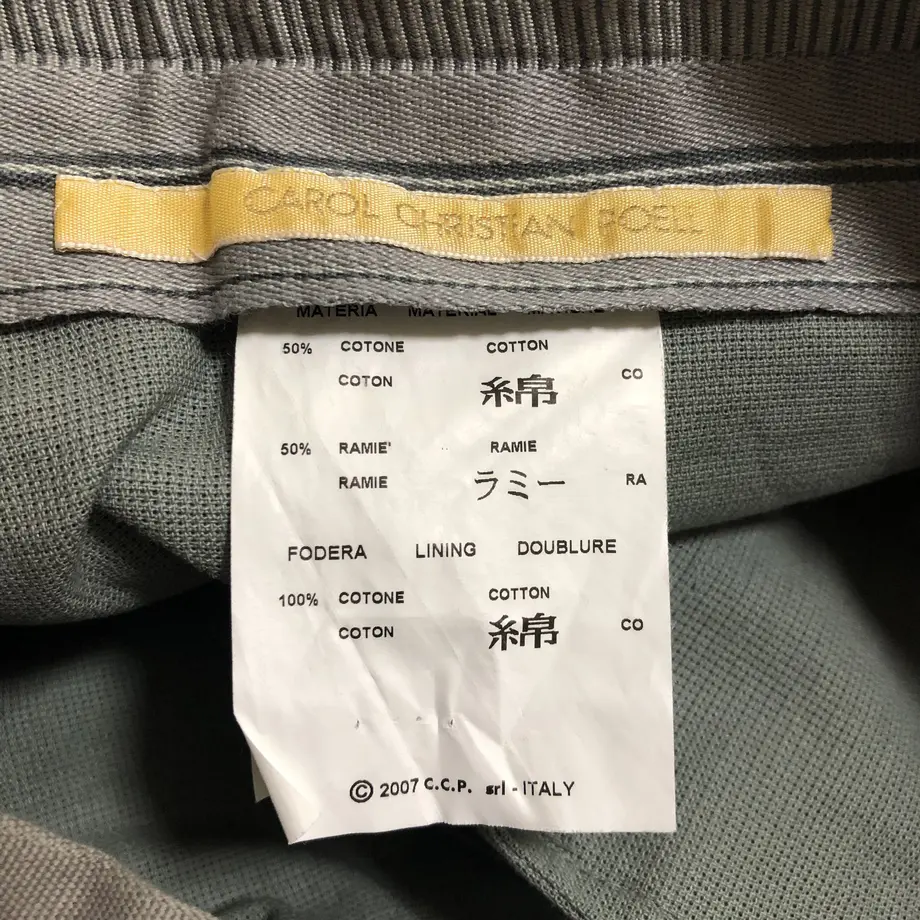 CAROL CHRISTIAN POELL
MATERIA MATERIAL
50% COTONE COTTON
COTON 綿 CO
50% RAMIE' RAMIE
RAMIE ラミー RA
FODERA LINING DOUBLURE
100% COTONE COTTON
COTON 綿 CO
© 2007 C.C.P. srl - ITALY